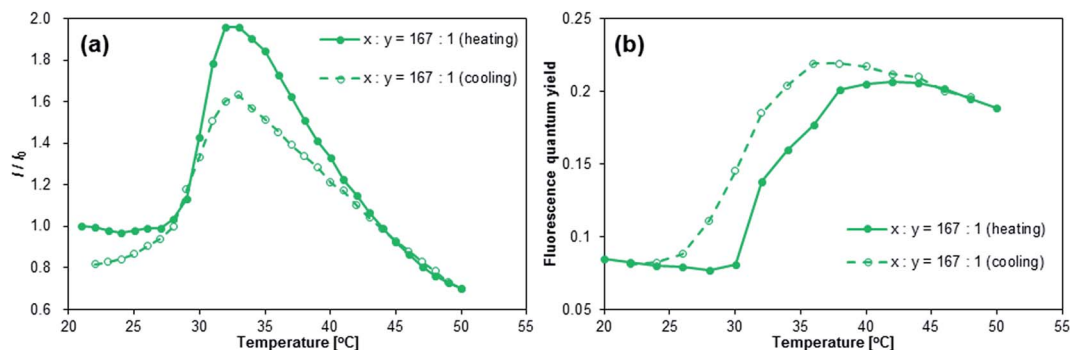 (a)
x : y = 167 : 1 (heating)
x : y = 167 : 1 (cooling)
I / I0
2.0
1.8
1.6
1.4
1.2
1.0
0.8
0.6
20 25 30 35 40 45 50 55
Temperature [oC]
(b)
x : y = 167 : 1 (heating)
x : y = 167 : 1 (cooling)
Fluorescence quantum yield
0.25
0.2
0.15
0.1
0.05
20 25 30 35 40 45 50 55
Temperature [oC]